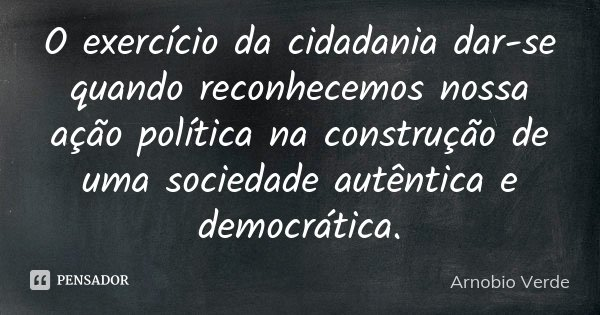 O exercício da cidadania dar-se
quando reconhecemos nossa
ação política na construção de
uma sociedade autêntica e
democrática.
PENSADOR
Arnobio Verde